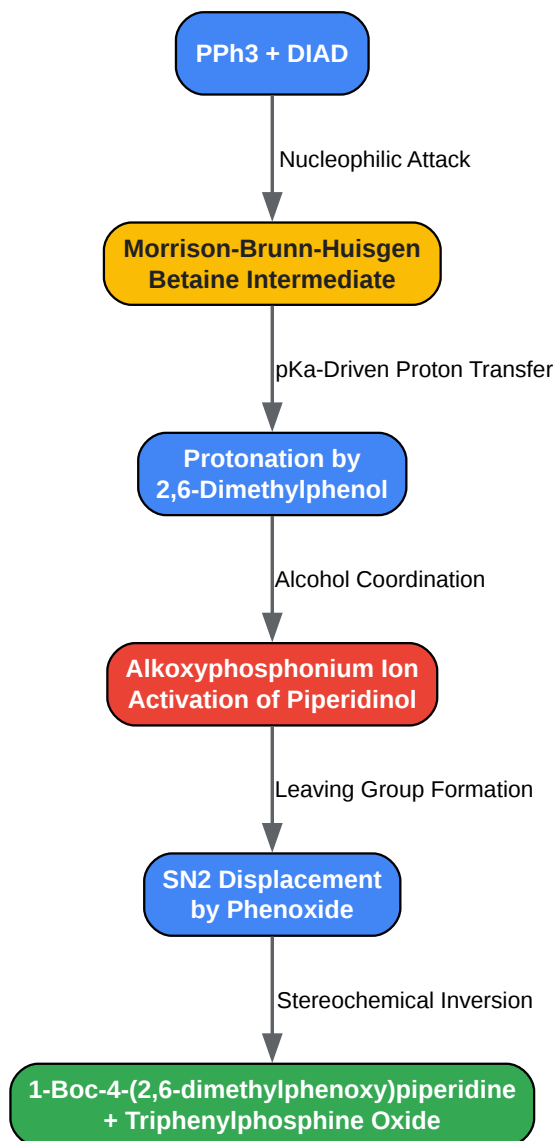 PPh3 + DIAD
Nucleophilic Attack
Morrison-Brunn-Huisgen
Betaine Intermediate
pKa-Driven Proton Transfer
Protonation by
2,6-Dimethylphenol
Alcohol Coordination
Alkoxyphosphonium Ion
Activation of Piperidinol
Leaving Group Formation
SN2 Displacement
by Phenoxide
Stereochemical Inversion
1-Boc-4-(2,6-dimethylphenoxy)piperidine
+ Triphenylphosphine Oxide